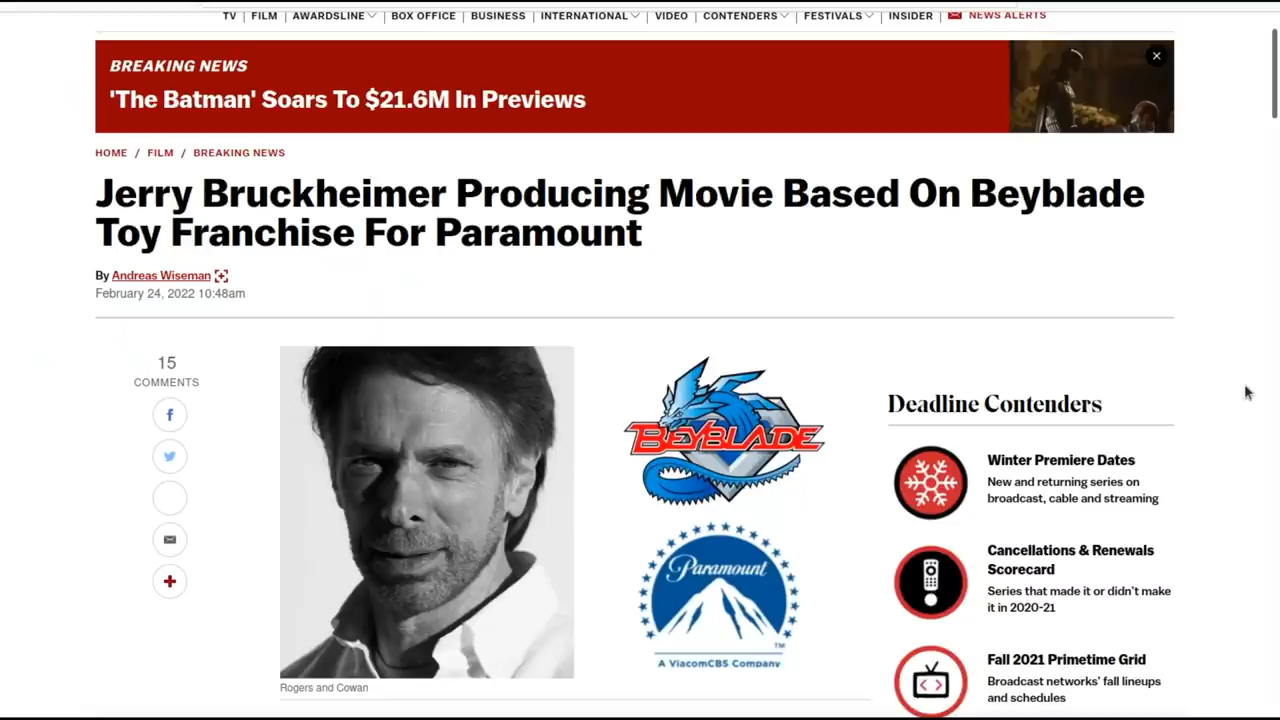 TV | FILM | AWARDSLINE | BOX OFFICE | BUSINESS | INTERNATIONAL | VIDEO | CONTENDERS | FESTIVALS | INSIDER | NEWS ALERTS
BREAKING NEWS
'The Batman' Soars To $21.6M In Previews
HOME / FILM / BREAKING NEWS
Jerry Bruckheimer Producing Movie Based On Beyblade
Toy Franchise For Paramount
By Andreas Wiseman
February 24, 2022 10:48am
15
COMMENTS
BEYBLADE
Paramount
TM
A ViacomCBS Company
Rogers and Cowan
Deadline Contenders
Winter Premiere Dates
New and returning series on
broadcast, cable and streaming
Cancellations & Renewals
Scorecard
Series that made it or didn't make
it in 2020-21
Fall 2021 Primetime Grid
Broadcast networks' fall lineups
and schedules